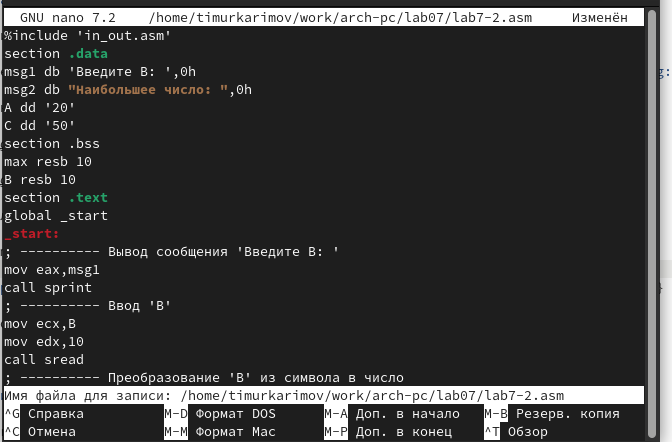 GNU nano 7.2 /home/timurkarimov/work/arch-pc/lab07/lab7-2.asm Изменён
%include 'in_out.asm'
section .data
msg1 db 'Введите B: ',0h
msg2 db "Наибольшее число: ",0h
A dd '20'
C dd '50'
section .bss
max resb 10
B resb 10
section .text
global _start
_start:
; ---------- Вывод сообщения 'Введите B: '
mov eax,msg1
call sprint
; ---------- Ввод 'B'
mov ecx,B
mov edx,10
call sread
; ---------- Преобразование 'B' из символа в число
Имя файла для записи: /home/timurkarimov/work/arch-pc/lab07/lab7-2.asm
^G Справка M-D Формат DOS M-A Доп. в начало M-B Резерв. копия
^C Отмена M-M Формат Mac M-P Доп. в конец ^T Обзор